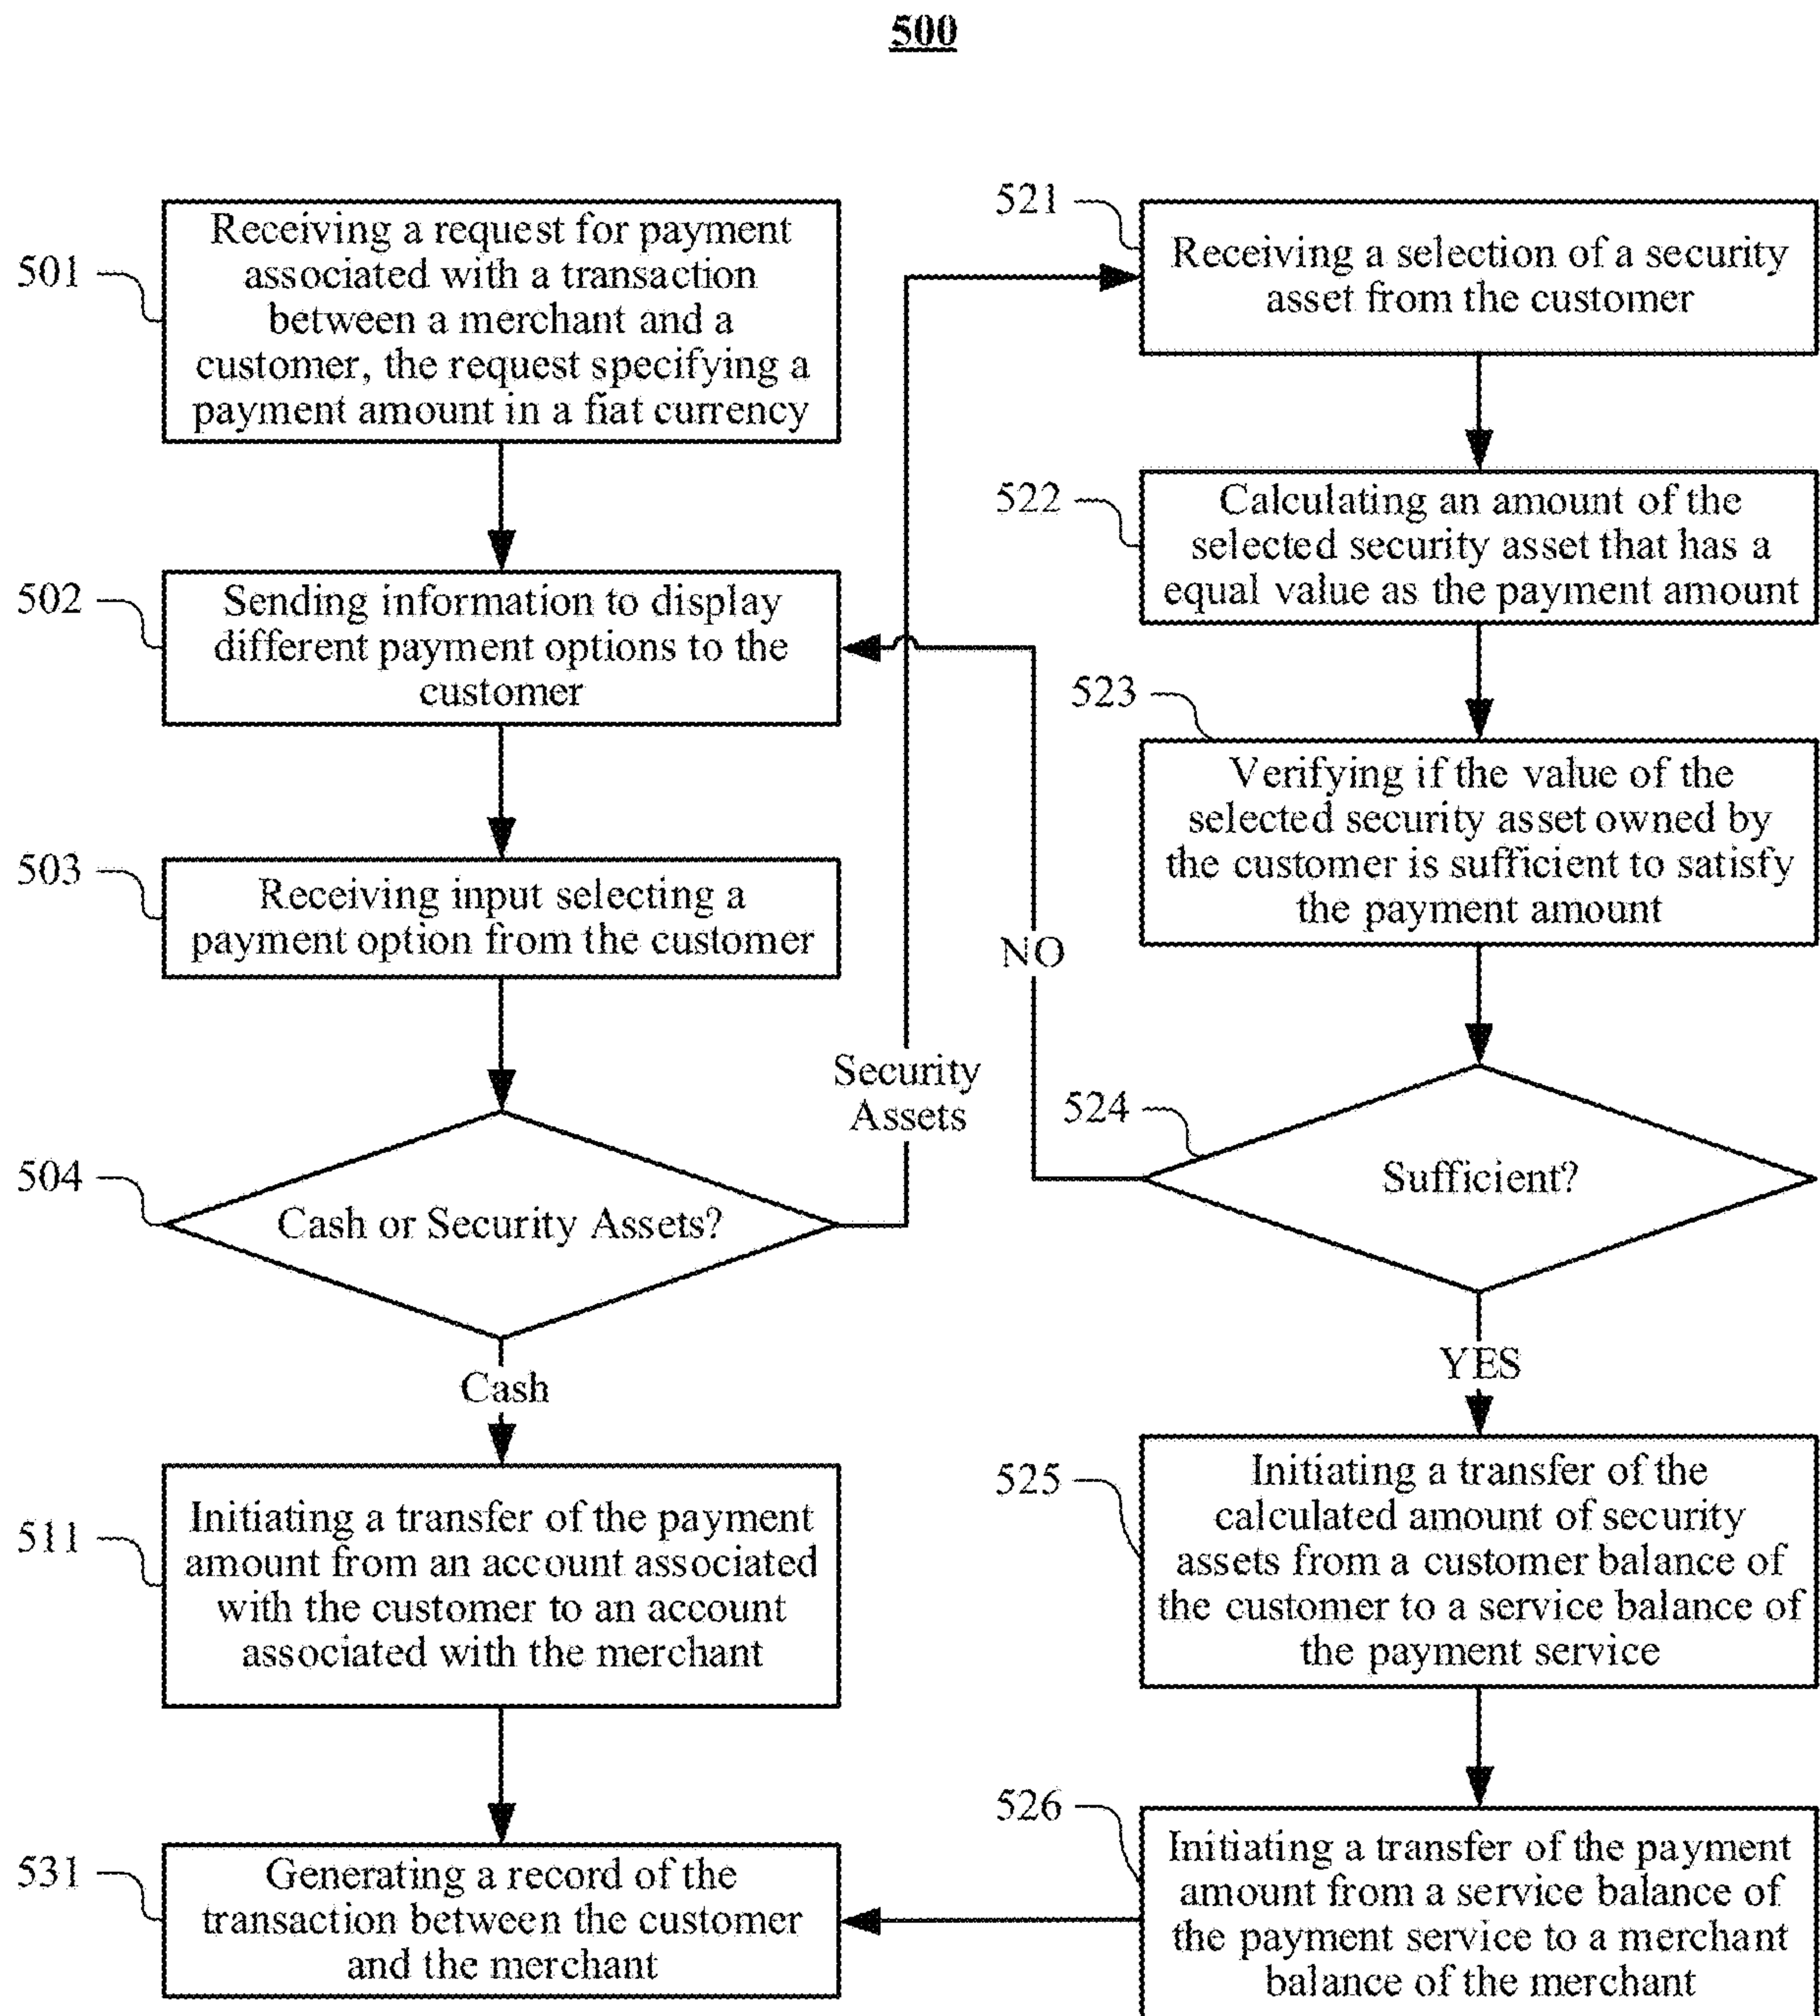 500
501
Receiving a request for payment
associated with a transaction
between a merchant and a
customer, the request specifying a
payment amount in a fiat currency
502
Sending information to display
different payment options to the
customer
503
Receiving input selecting a
payment option from the customer
504
Cash or Security Assets?
Security
Assets
Cash
511
Initiating a transfer of the payment
amount from an account associated
with the customer to an account
associated with the merchant
531
Generating a record of the
transaction between the customer
and the merchant
521
Receiving a selection of a security
asset from the customer
522
Calculating an amount of the
selected security asset that has a
equal value as the payment amount
523
Verifying if the value of the
selected security asset owned by
the customer is sufficient to satisfy
the payment amount
524
Sufficient?
NO
YES
525
Initiating a transfer of the
calculated amount of security
assets from a customer balance of
the customer to a service balance of
the payment service
526
Initiating a transfer of the payment
amount from a service balance of
the payment service to a merchant
balance of the merchant